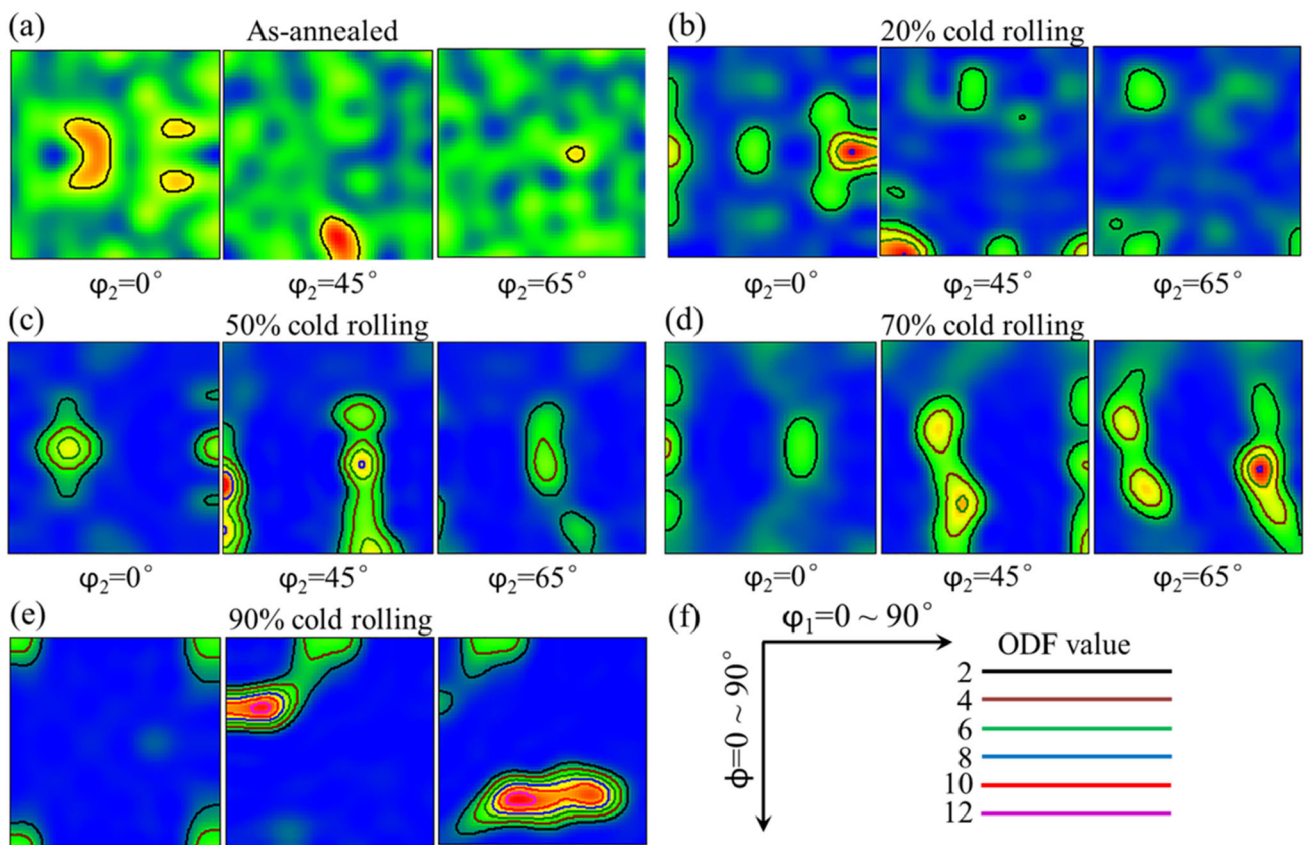 (a) As-annealed
φ₂=0° φ₂=45° φ₂=65°
(b) 20% cold rolling
φ₂=0° φ₂=45° φ₂=65°
(c) 50% cold rolling
φ₂=0° φ₂=45° φ₂=65°
(d) 70% cold rolling
φ₂=0° φ₂=45° φ₂=65°
(e) 90% cold rolling
(f) φ₁=0 ~ 90°
ϕ=0 ~ 90°
ODF value
2
4
6
8
10
12